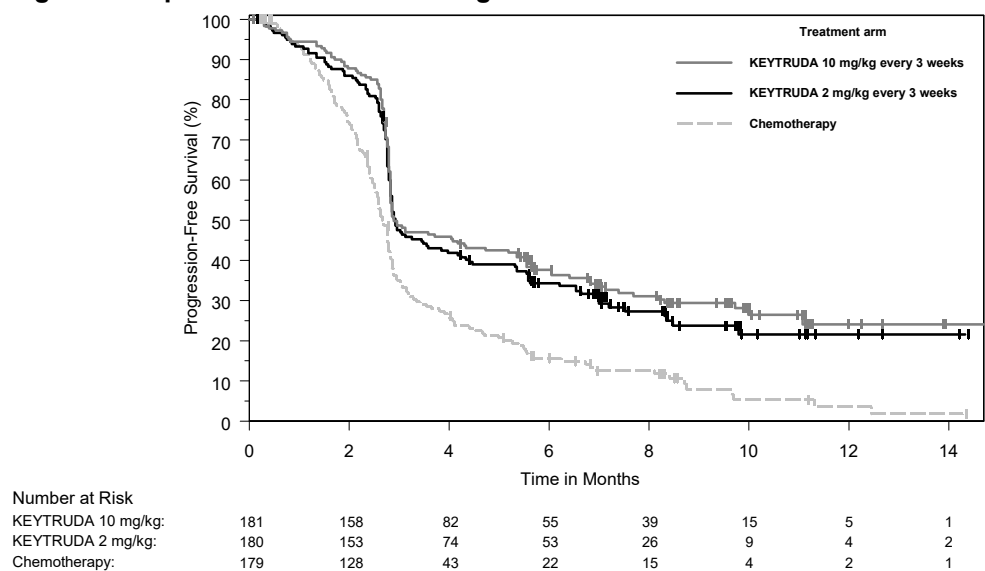 Treatment arm
KEYTRUDA 10 mg/kg every 3 weeks
KEYTRUDA 2 mg/kg every 3 weeks
Chemotherapy
Progression-Free Survival (%)
100
90
80
70
60
50
40
30
20
10
0
0 2 4 6 8 10 12 14
Time in Months
Number at Risk
KEYTRUDA 10 mg/kg: 181 158 82 55 39 15 5 1
KEYTRUDA 2 mg/kg: 180 153 74 53 26 9 4 2
Chemotherapy: 179 128 43 22 15 4 2 1